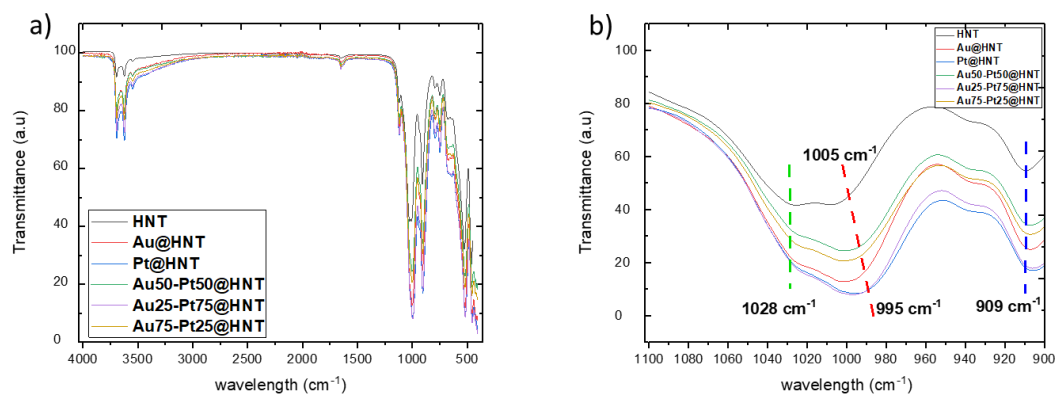 a)
100
80
60
40
20
0
Transmittance (a.u)
HNT
Au@HNT
Pt@HNT
Au50-Pt50@HNT
Au25-Pt75@HNT
Au75-Pt25@HNT
4000 3500 3000 2500 2000 1500 1000 500
wavelength (cm⁻¹)
b)
100
80
60
40
20
0
Transmittance (a.u)
HNT
Au@HNT
Pt@HNT
Au50-Pt50@HNT
Au25-Pt75@HNT
Au75-Pt25@HNT
1005 cm⁻¹
1028 cm⁻¹ 995 cm⁻¹ 909 cm⁻¹
1100 1080 1060 1040 1020 1000 980 960 940 920 900
wavelength (cm⁻¹)